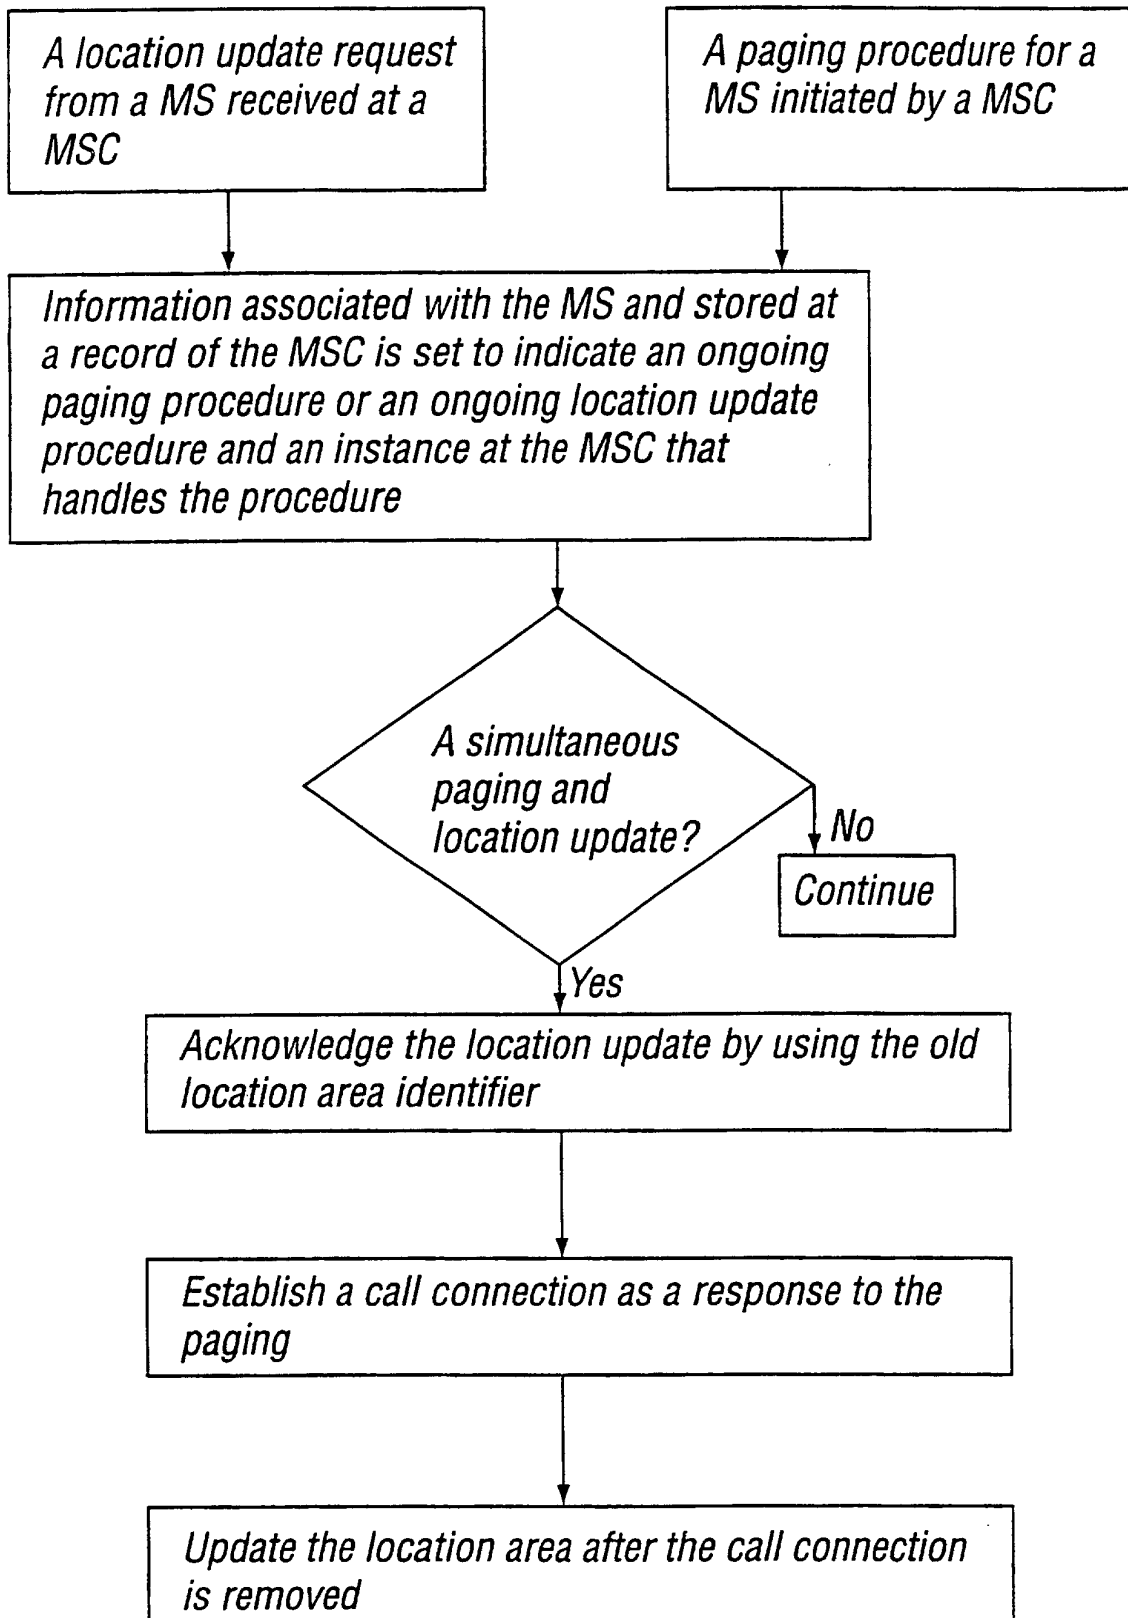 A location update request
from a MS received at a
MSC
A paging procedure for a
MS initiated by a MSC
Information associated with the MS and stored at
a record of the MSC is set to indicate an ongoing
paging procedure or an ongoing location update
procedure and an instance at the MSC that
handles the procedure
A simultaneous
paging and
location update?
No
Continue
Yes
Acknowledge the location update by using the old
location area identifier
Establish a call connection as a response to the
paging
Update the location area after the call connection
is removed